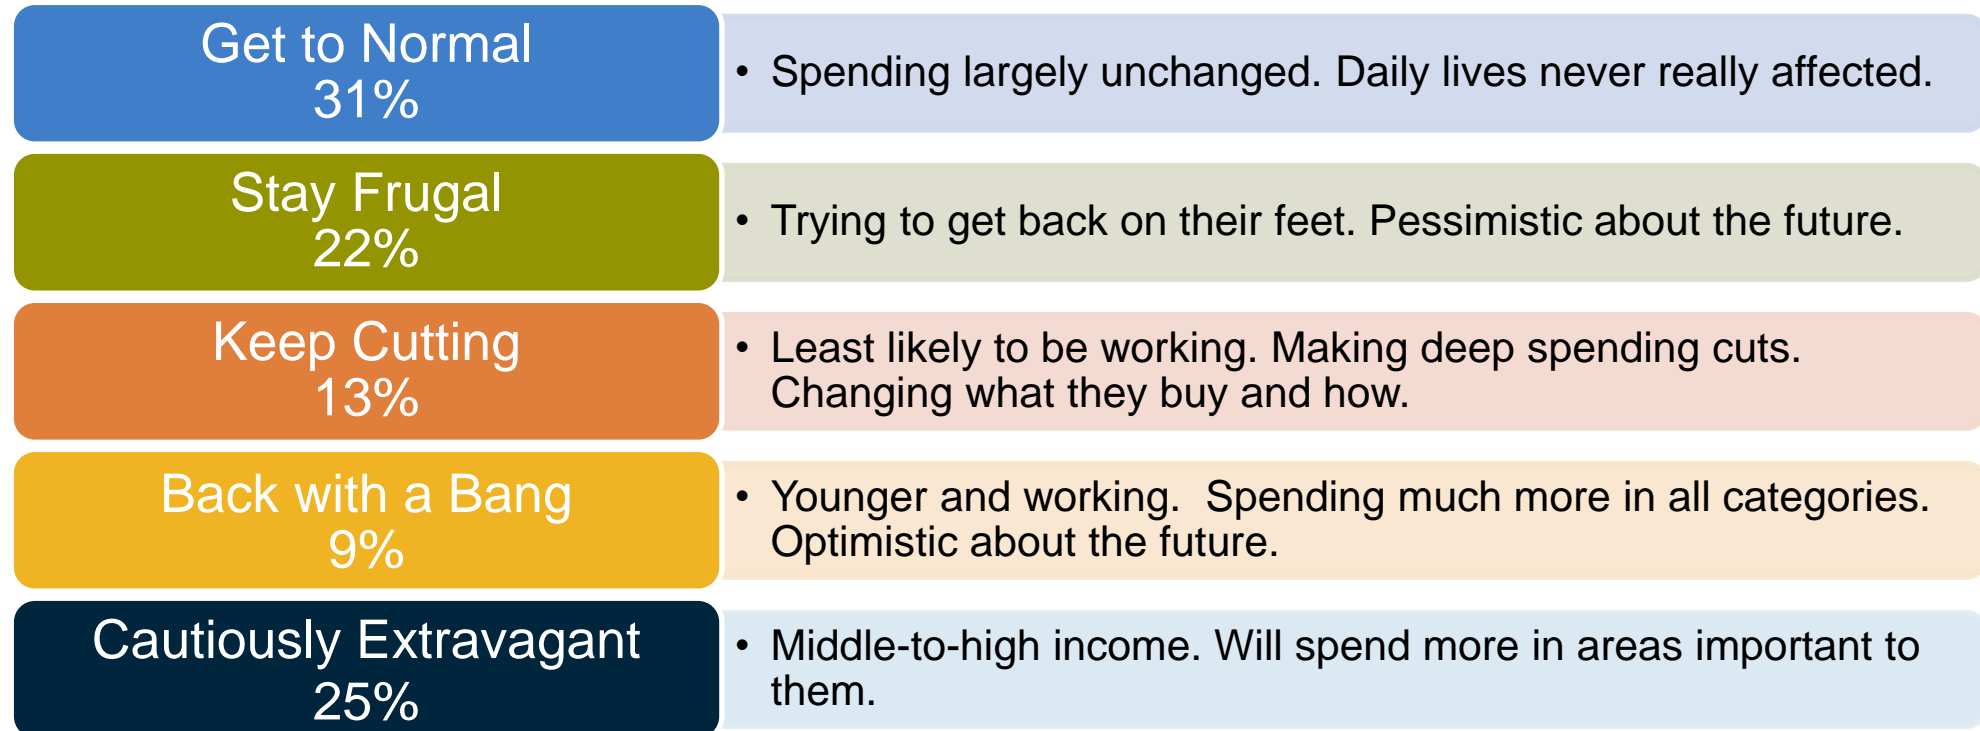 Get to Normal
31%
• Spending largely unchanged. Daily lives never really affected.
Stay Frugal
22%
• Trying to get back on their feet. Pessimistic about the future.
Keep Cutting
13%
• Least likely to be working. Making deep spending cuts.
Changing what they buy and how.
Back with a Bang
9%
• Younger and working.  Spending much more in all categories.
Optimistic about the future.
Cautiously Extravagant
25%
• Middle-to-high income. Will spend more in areas important to
them.